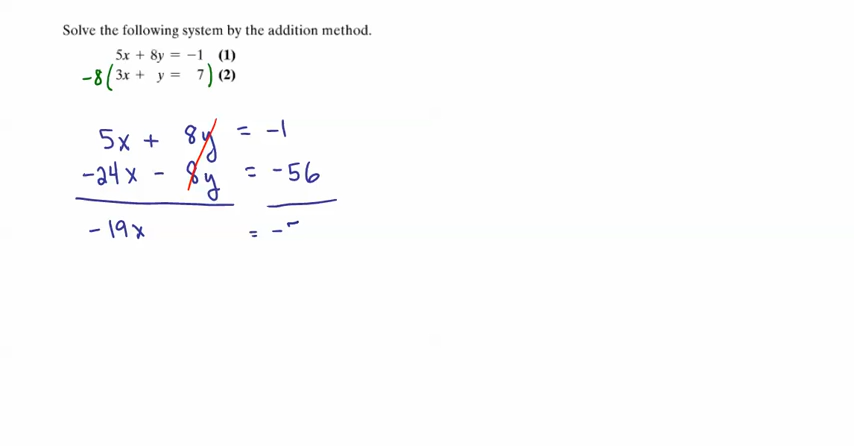 Solve the following system by the addition method.
5x + 8y = −1 (1)
−8(3x + y = 7) (2)
5x + 8y = −1
−24x − 8y = −56
−19x = −